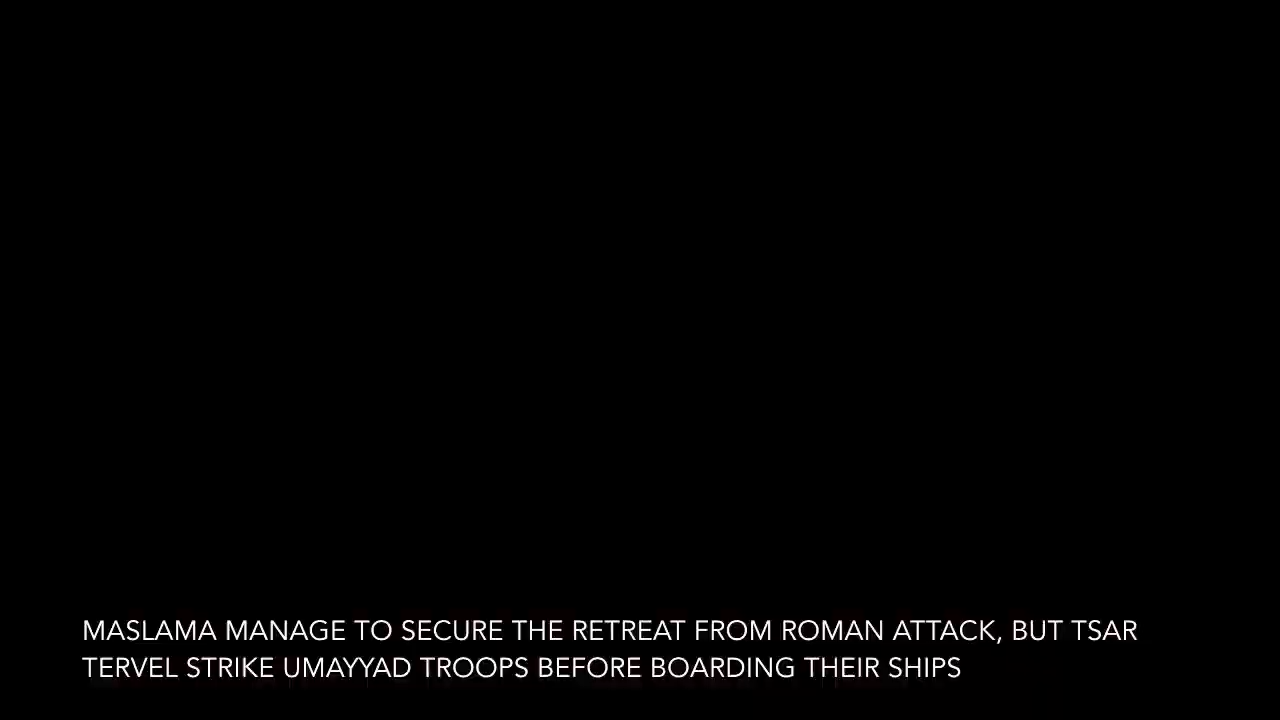 MASLAMA MANAGE TO SECURE THE RETREAT FROM ROMAN ATTACK, BUT TSAR
TERVEL STRIKE UMAYYAD TROOPS BEFORE BOARDING THEIR SHIPS